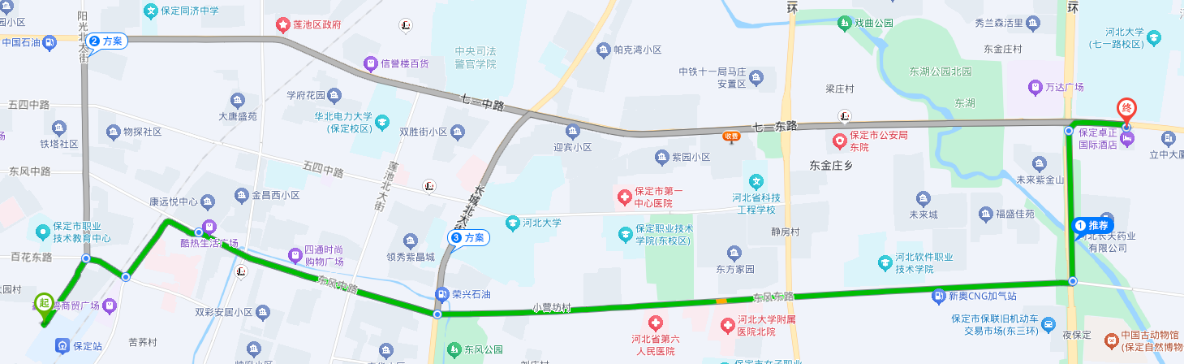 保定同济中学
莲池区政府
阳光北大街
中国石油
2 方案
信誉楼百货
中央司法
警官学院
帕克湾小区
中铁十一局马庄
安置区
环
戏曲公园
东湖公园北园
东湖
梁庄村
环
秀兰森活里
东金庄村
河北大学
(七一路校区)
万达广场
五四中路
学府花园
大唐盛苑
华北电力大学
(保定校区)
七一中路
双胜街小区
迎宾小区
七一东路
收费
保定市公安局
东院
东金庄乡
终
保定卓正
国际酒店
立中大厦
物探社区
铁塔社区
东风中路
五四中路
莲池北大街
紫园小区
未来紫金山
康远悦中心
金昌西小区
长城北大街
保定市第一
中心医院
河北省科技
工程学校
未来城
福盛佳苑
保定市职业
技术教育中心
酷热生活广场
河北大学
保定职业技术
学院(东校区)
静房村
1 推荐
有限公司
百花东路
四通时尚
购物广场
领秀紫晶城
3 方案
东方家园
河北软件职业
技术学院
起
商贸广场
东风中路
荣兴石油
小营坊村
东风东路
新奥CNG加气站
双彩安居小区
保定站
苦荞村
东风公园
河北省第六
人民医院
河北大学附属
医院北院
保定市保联旧机动车
交易市场(东三环)
夜保定
中国古动物馆
(保定自然博物